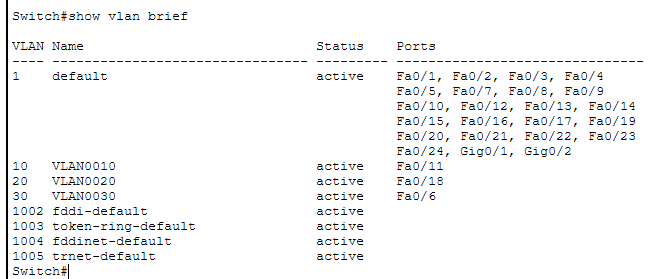 Switch#show vlan brief
VLAN Name                             Status    Ports
---- -------------------------------- --------- -------------------------------
1    default                          active    Fa0/1, Fa0/2, Fa0/3, Fa0/4
                                                Fa0/5, Fa0/7, Fa0/8, Fa0/9
                                                Fa0/10, Fa0/12, Fa0/13, Fa0/14
                                                Fa0/15, Fa0/16, Fa0/17, Fa0/19
                                                Fa0/20, Fa0/21, Fa0/22, Fa0/23
                                                Fa0/24, Gig0/1, Gig0/2
10   VLAN0010                         active    Fa0/11
20   VLAN0020                         active    Fa0/18
30   VLAN0030                         active    Fa0/6
1002 fddi-default                     active
1003 token-ring-default               active
1004 fddinet-default                  active
1005 trnet-default                    active
Switch#